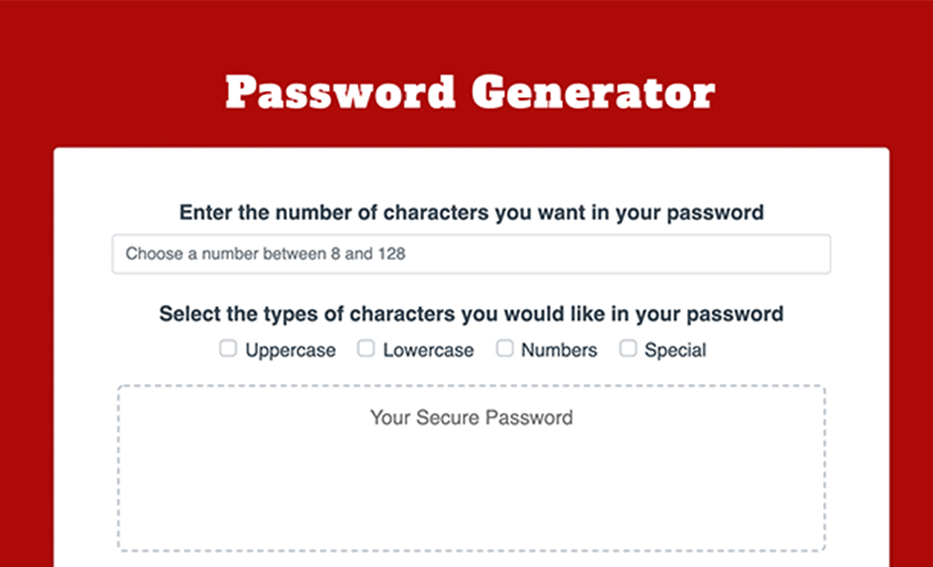 Password Generator
Enter the number of characters you want in your password
Choose a number between 8 and 128
Select the types of characters you would like in your password
Uppercase Lowercase Numbers Special
Your Secure Password